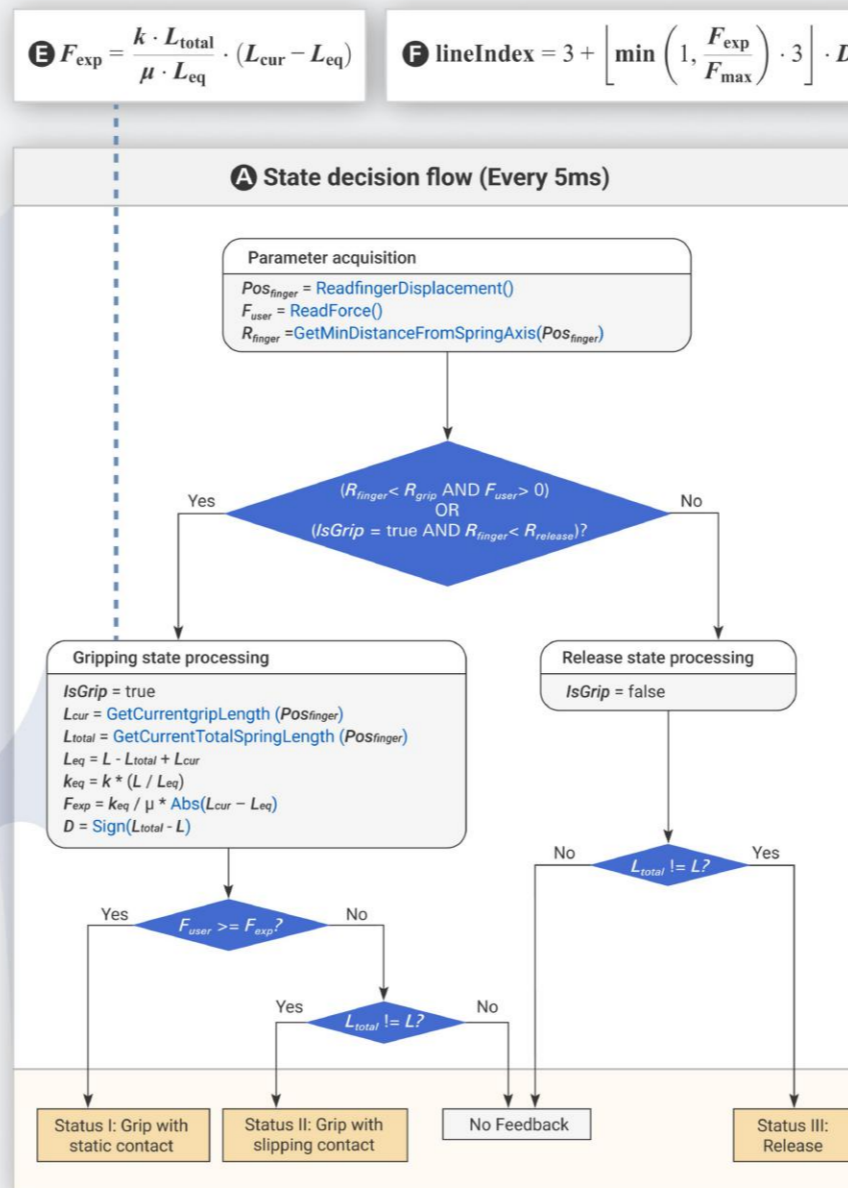 E F_exp = (k · L_total) / (μ · L_eq) · (L_cur − L_eq)
F lineIndex = 3 + ⌊min (1, F_exp / F_max) · 3⌋ · D
A State decision flow (Every 5ms)
Parameter acquisition
Pos_finger = ReadfingerDisplacement()
F_user = ReadForce()
R_finger =GetMinDistanceFromSpringAxis(Pos_finger)
(R_finger< R_grip AND F_user> 0)
Yes
No
OR
(IsGrip = true AND R_finger< R_release)?
Gripping state processing
IsGrip = true
L_cur = GetCurrentgripLength (Pos_finger)
L_total = GetCurrentTotalSpringLength (Pos_finger)
L_eq = L - L_total + L_cur
k_eq = k * (L / L_eq)
F_exp = k_eq / μ * Abs(L_cur − L_eq)
D = Sign(L_total - L)
Release state processing
IsGrip = false
No
L_total != L?
Yes
Yes
F_user >= F_exp?
No
Yes
L_total != L?
No
Status I: Grip with
static contact
Status II: Grip with
slipping contact
No Feedback
Status III:
Release